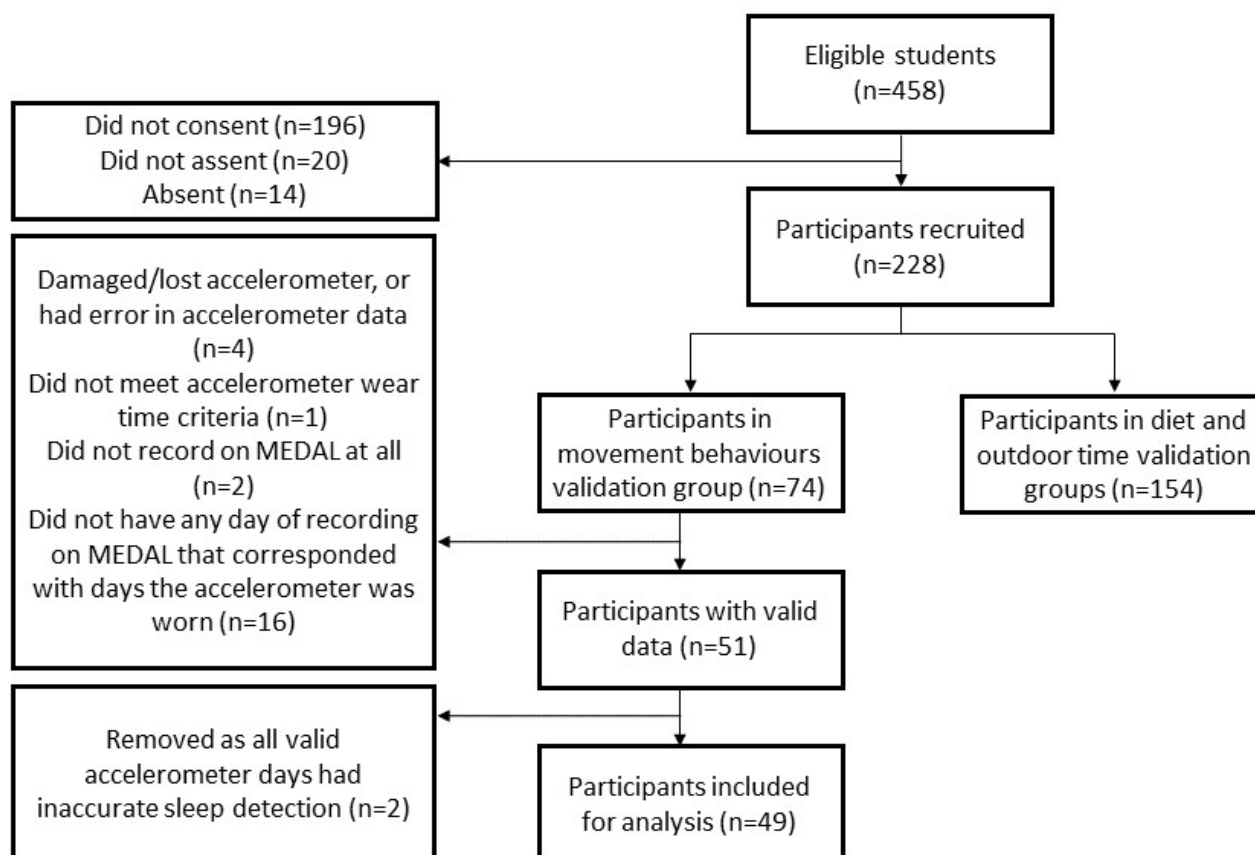 Eligible students
(n=458)
Did not consent (n=196)
Did not assent (n=20)
Absent (n=14)
Participants recruited
(n=228)
Damaged/lost accelerometer, or
had error in accelerometer data
(n=4)
Did not meet accelerometer wear
time criteria (n=1)
Did not record on MEDAL at all
(n=2)
Did not have any day of recording
on MEDAL that corresponded
with days the accelerometer was
worn (n=16)
Participants in
movement behaviours
validation group (n=74)
Participants in diet and
outdoor time validation
groups (n=154)
Participants with valid
data (n=51)
Removed as all valid
accelerometer days had
inaccurate sleep detection (n=2)
Participants included
for analysis (n=49)